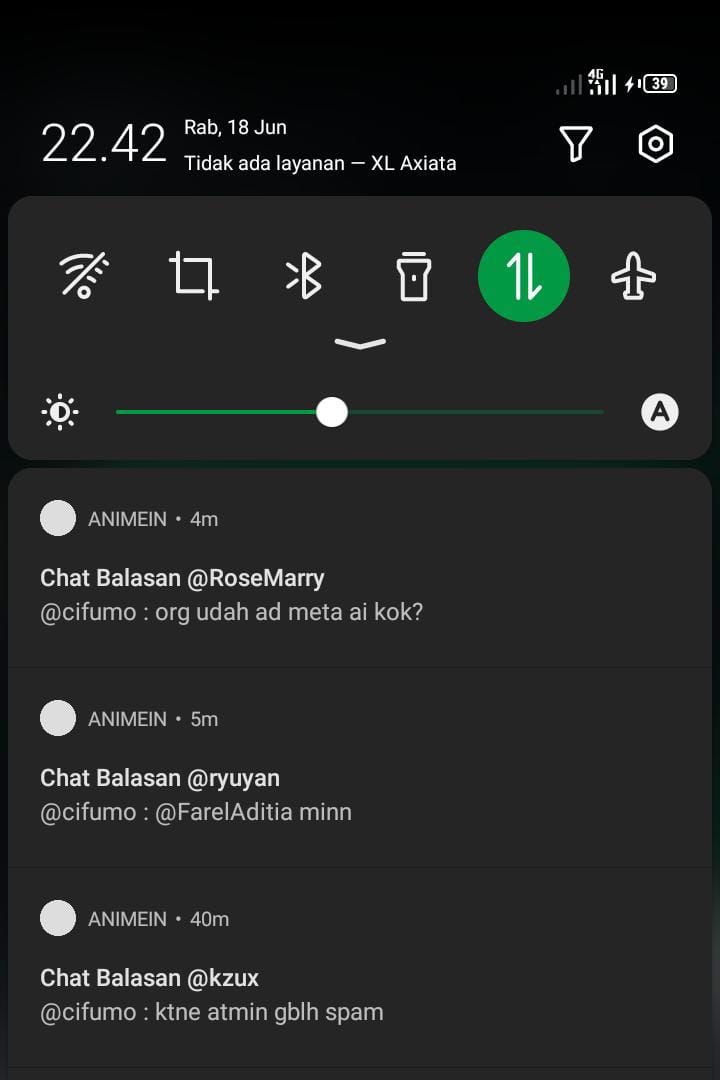 4G
39
22.42
Rab, 18 Jun
Tidak ada layanan — XL Axiata
A
ANIMEIN • 4m
Chat Balasan @RoseMarry
@cifumo : org udah ad meta ai kok?
ANIMEIN • 5m
Chat Balasan @ryuyan
@cifumo : @FarelAditia minn
ANIMEIN • 40m
Chat Balasan @kzux
@cifumo : ktne atmin gblh spam